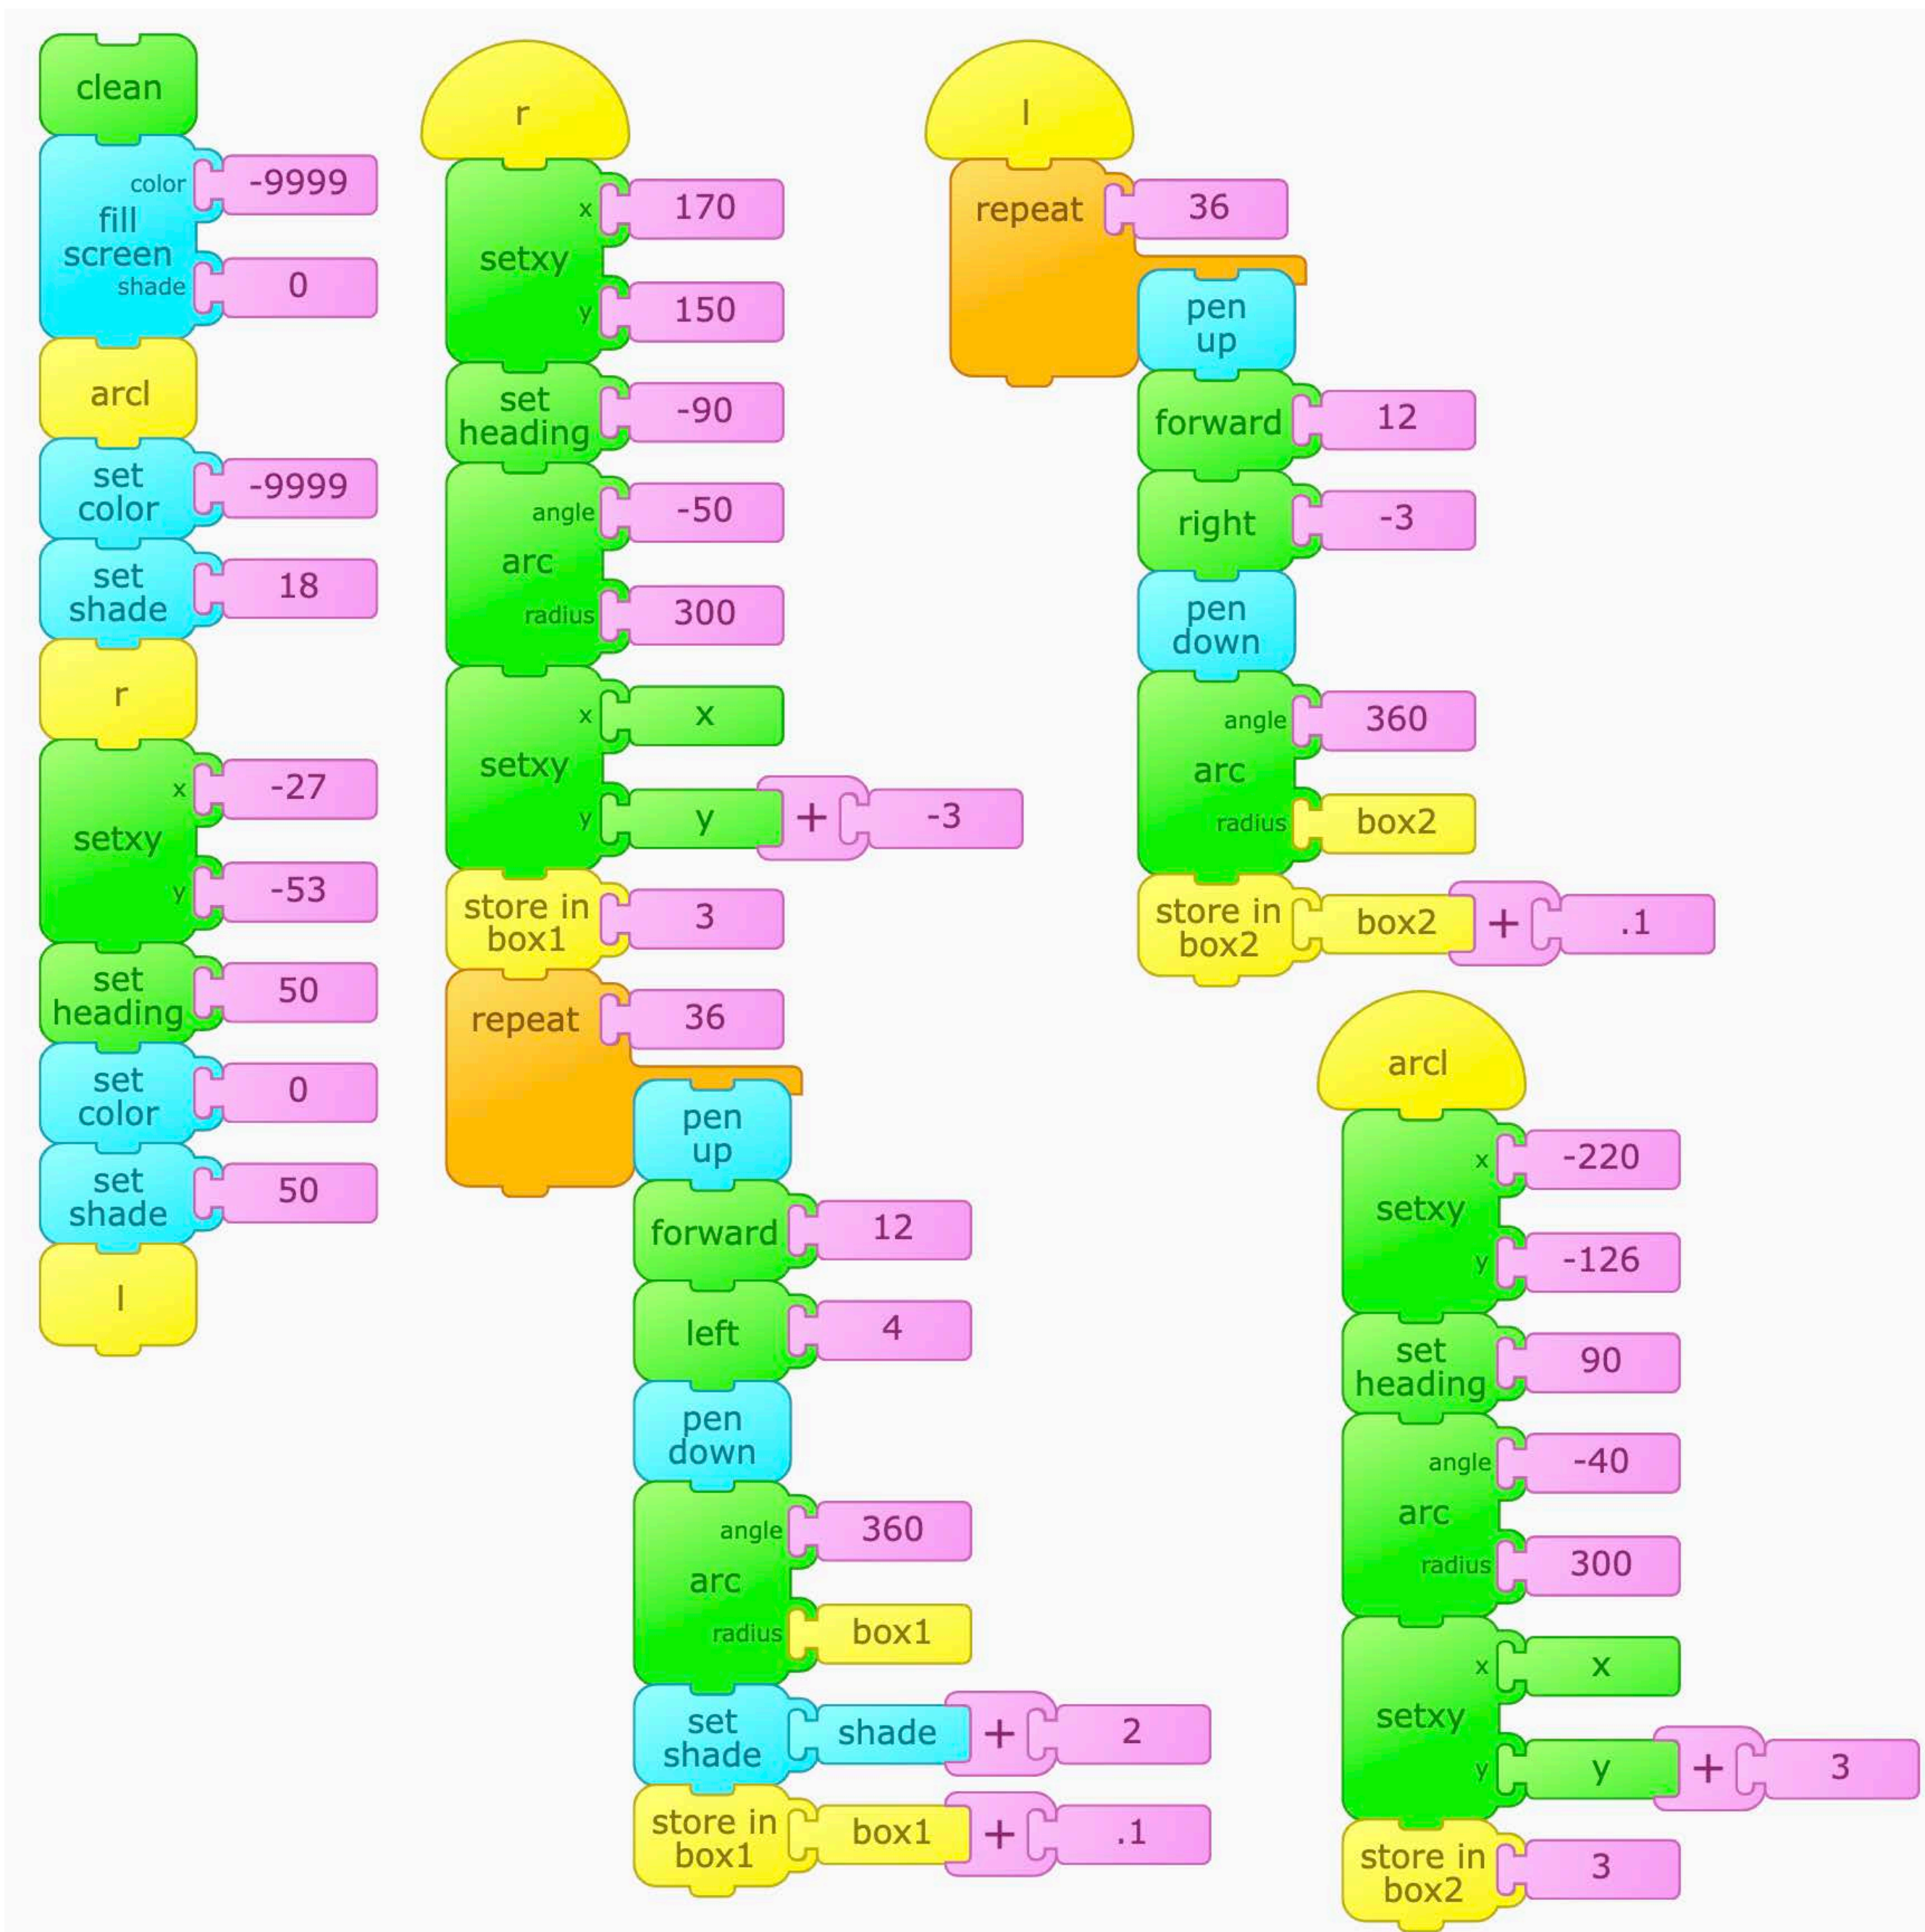 clean
color -9999
fill
screen
shade 0
arcl
set
color -9999
set
shade 18
r
x -27
setxy
y -53
set
heading 50
set
color 0
set
shade 50
l
r
x 170
setxy
y 150
set
heading -90
angle -50
arc
radius 300
x x
setxy
y y + -3
store in
box1 3
repeat 36
pen
up
forward 12
left 4
pen
down
angle 360
arc
radius box1
set
shade shade + 2
store in
box1 box1 + .1
l
repeat 36
pen
up
forward 12
right -3
pen
down
angle 360
arc
radius box2
store in
box2 box2 + .1
arcl
x -220
setxy
y -126
set
heading 90
angle -40
arc
radius 300
x x
setxy
y y + 3
store in
box2 3